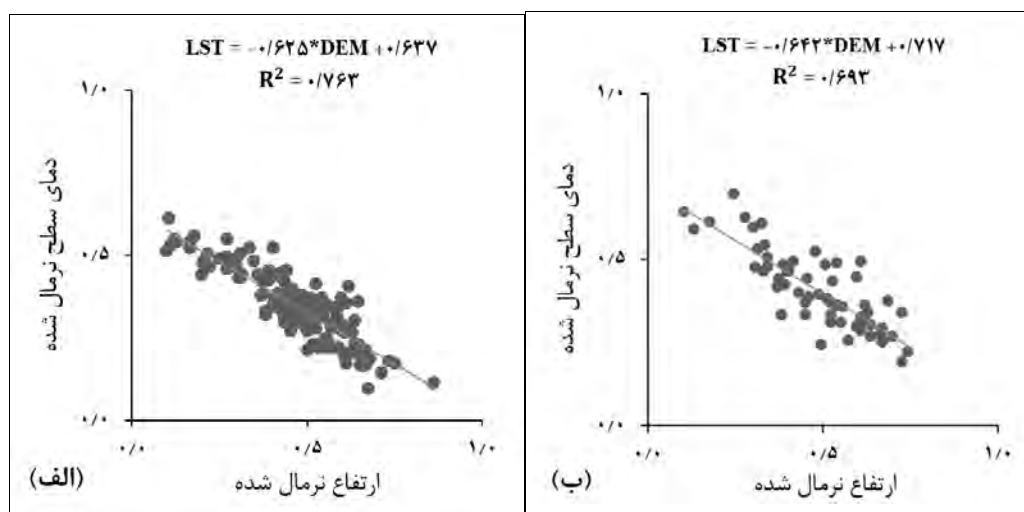 LST = -۰/۶۲۵*DEM +۰/۶۳۷
R² = ۰/۷۶۳
۱/۰
۰/۵
۰/۰
۰/۰
۰/۵
۱/۰
دمای سطح نرمال شده
ارتفاع نرمال شده
(الف)
LST = -۰/۶۴۲*DEM +۰/۷۱۷
R² = ۰/۶۹۳
۱/۰
۰/۵
۰/۰
۰/۰
۰/۵
۱/۰
دمای سطح نرمال شده
ارتفاع نرمال شده
(ب)